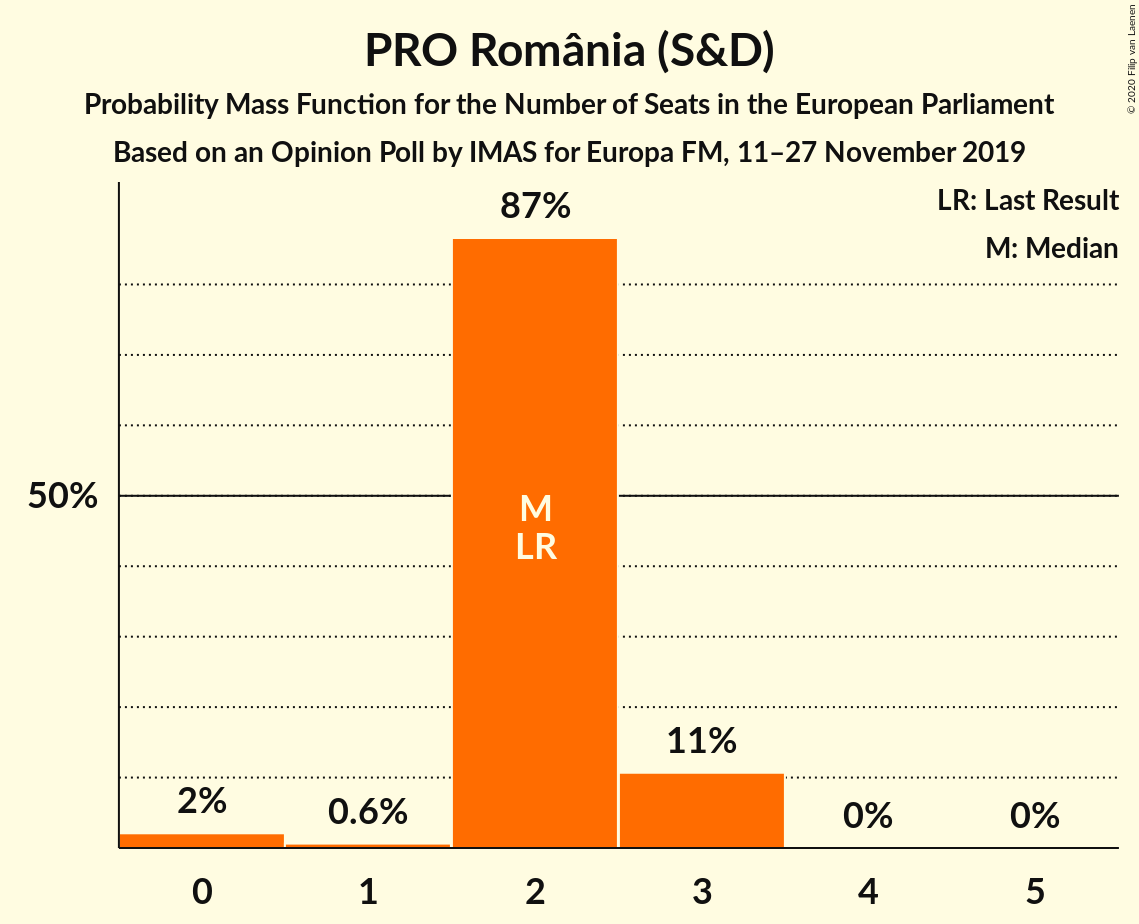 PRO România (S&D)
Probability Mass Function for the Number of Seats in the European Parliament
Based on an Opinion Poll by IMAS for Europa FM, 11–27 November 2019
© 2020 Filip van Laenen
LR: Last Result
M: Median
87%
50%
M
LR
11%
2%
0.6%
0%
0%
0
1
2
3
4
5